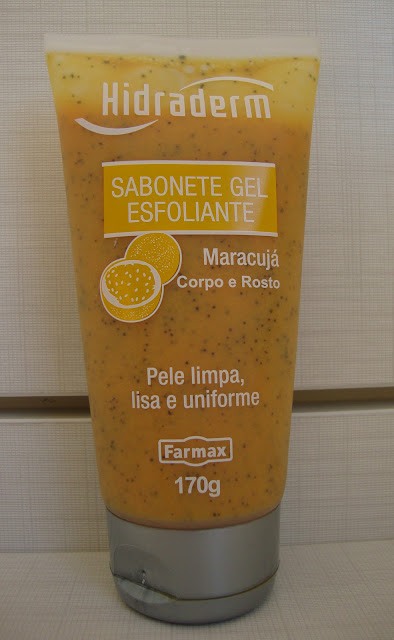 Hidraderm
SABONETE GEL
ESFOLIANTE
Maracujá
Corpo e Rosto
Pele limpa,
lisa e uniforme
Farmax
170g